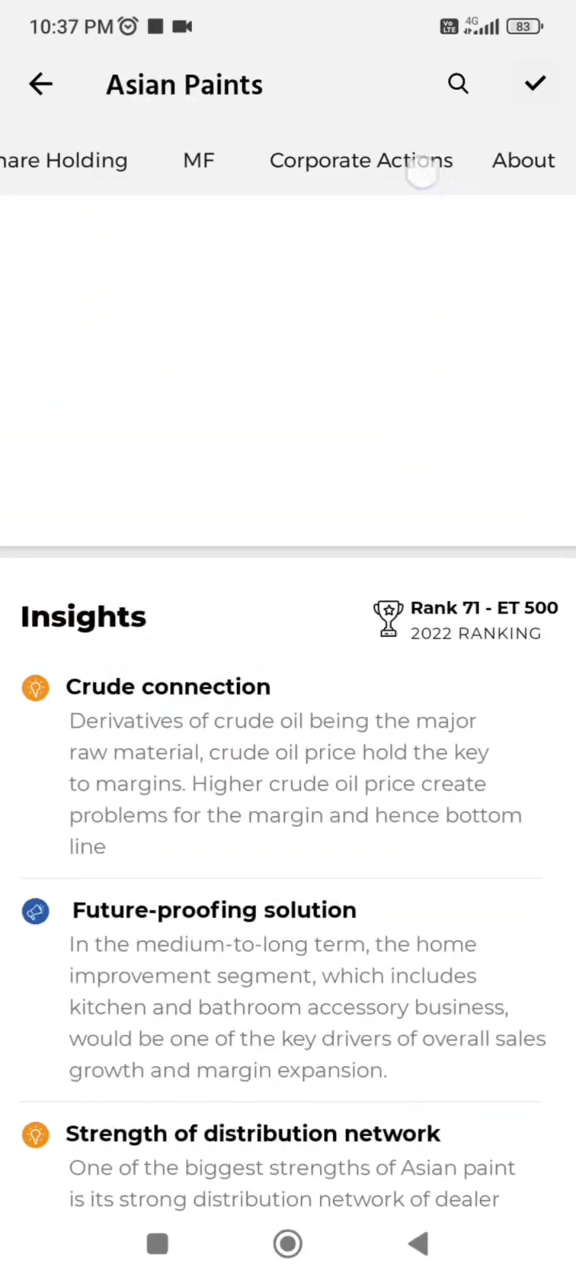 10:37 PM
Vo LTE 4G 83
Asian Paints
hare Holding MF Corporate Actions About
Insights
Rank 71 - ET 500
2022 RANKING
Crude connection
Derivatives of crude oil being the major
raw material, crude oil price hold the key
to margins. Higher crude oil price create
problems for the margin and hence bottom
line
Future-proofing solution
In the medium-to-long term, the home
improvement segment, which includes
kitchen and bathroom accessory business,
would be one of the key drivers of overall sales
growth and margin expansion.
Strength of distribution network
One of the biggest strengths of Asian paint
is its strong distribution network of dealer